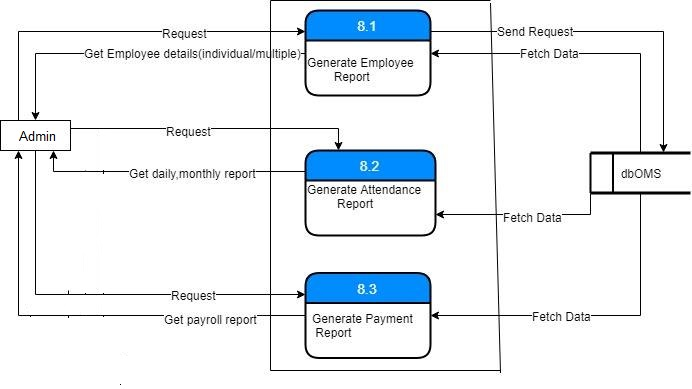 8.1
Request
Send Request
Get Employee details(individual/multiple)
Fetch Data
Generate Employee
Report
Admin
Request
8.2
Get daily,monthly report
dbOMS
Generate Attendance
Report
Fetch Data
8.3
Request
Get payroll report
Generate Payment
Report
Fetch Data